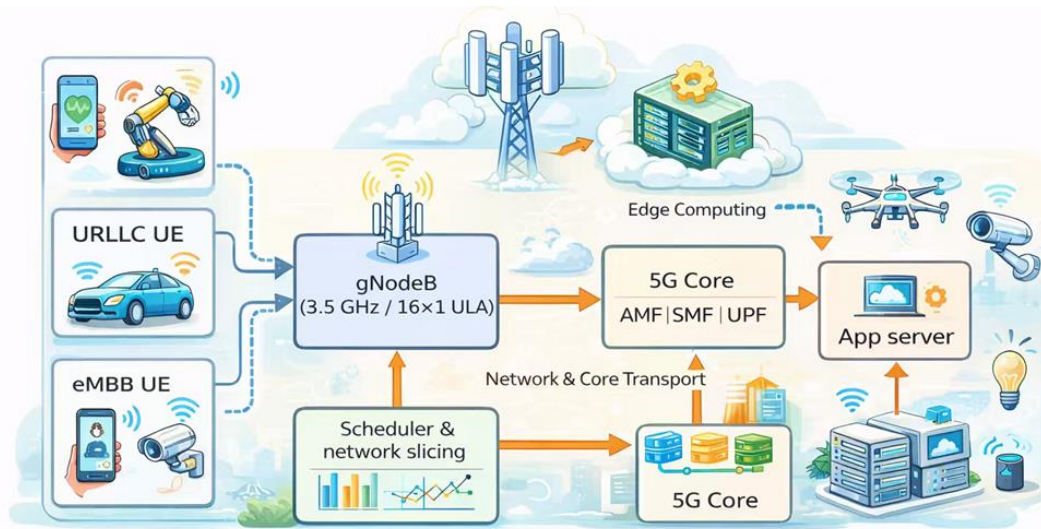 Edge Computing
URLLC UE
gNodeB
(3.5 GHz / 16×1 ULA)
5G Core
AMF|SMF|UPF
App server
eMBB UE
Network & Core Transport
Scheduler &
network slicing
5G Core